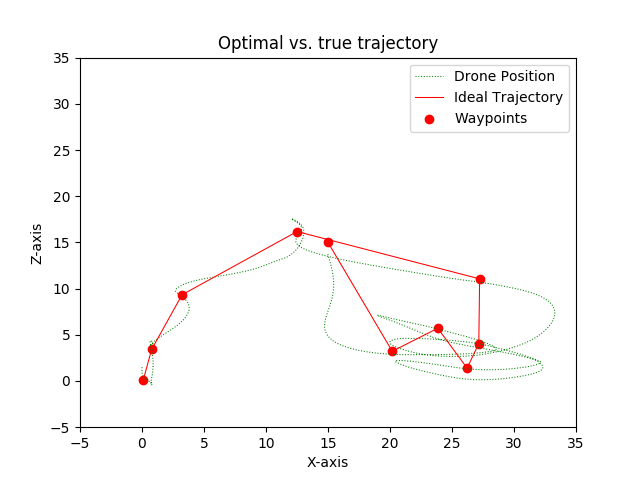 Optimal vs. true trajectory
Drone Position
Ideal Trajectory
Waypoints
Z-axis
35
30
25
20
15
10
5
0
−5
−5 0 5 10 15 20 25 30 35
X-axis